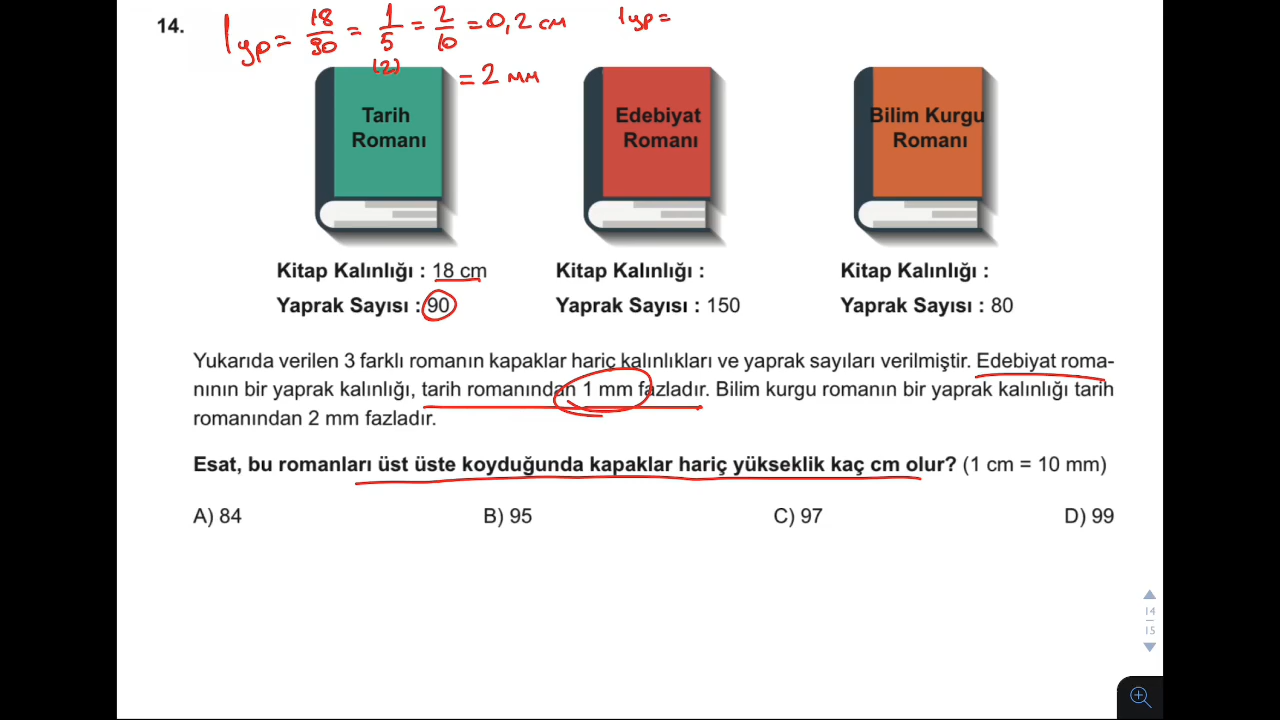 14.
1 yp = 18/90 = 1/5 = 2/10 = 0,2 cm
(2)
= 2 mm
1 yp =
Tarih
Romanı
Edebiyat
Romanı
Bilim Kurgu
Romanı
Kitap Kalınlığı : 18 cm
Yaprak Sayısı : 90
Kitap Kalınlığı :
Yaprak Sayısı : 150
Kitap Kalınlığı :
Yaprak Sayısı : 80
Yukarıda verilen 3 farklı romanın kapaklar hariç kalınlıkları ve yaprak sayıları verilmiştir. Edebiyat roma-
nının bir yaprak kalınlığı, tarih romanından 1 mm fazladır. Bilim kurgu romanın bir yaprak kalınlığı tarih
romanından 2 mm fazladır.
Esat, bu romanları üst üste koyduğunda kapaklar hariç yükseklik kaç cm olur? (1 cm = 10 mm)
A) 84
B) 95
C) 97
D) 99
14
15